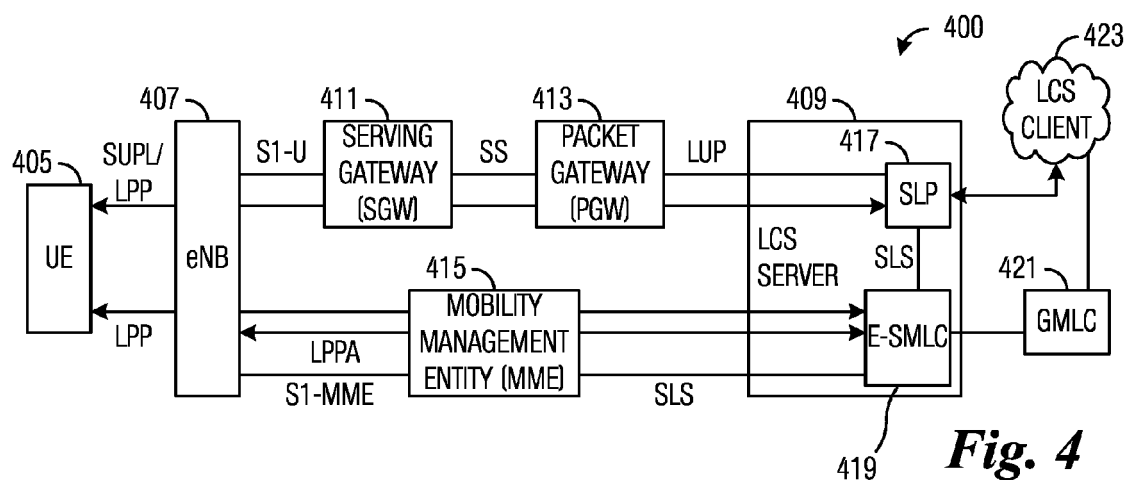 400
423
LCS
CLIENT
407
411
413
409
405
SUPL/
LPP
S1-U
SERVING
GATEWAY
(SGW)
SS
PACKET
GATEWAY
(PGW)
LUP
417
SLP
UE
eNB
415
LCS
SERVER
SLS
421
LPP
MOBILITY
MANAGEMENT
ENTITY (MME)
E-SMLC
GMLC
LPPA
S1-MME
SLS
419
Fig. 4